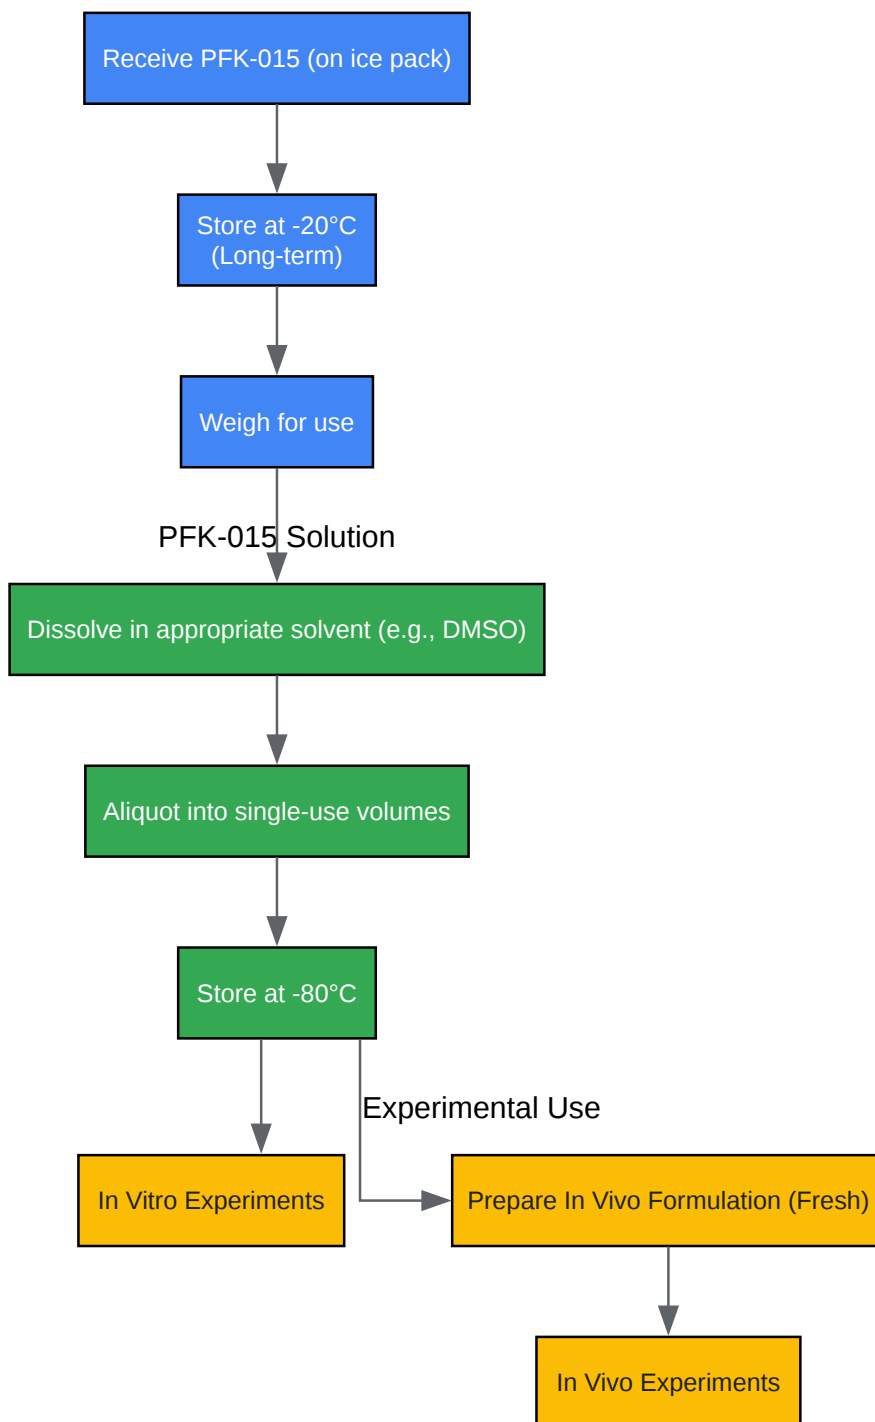 Receive PFK-015 (on ice pack)
Store at -20°C
(Long-term)
Weigh for use
PFK-015 Solution
Dissolve in appropriate solvent (e.g., DMSO)
Aliquot into single-use volumes
Store at -80°C
Experimental Use
In Vitro Experiments
Prepare In Vivo Formulation (Fresh)
In Vivo Experiments